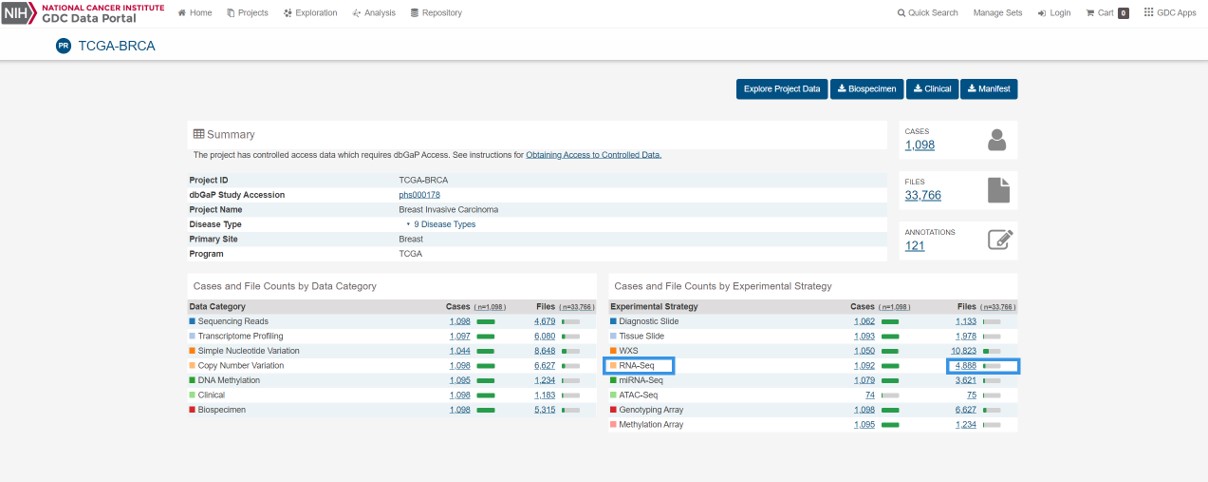 NIH NATIONAL CANCER INSTITUTE
GDC Data Portal
Home Projects Exploration Analysis Repository
Quick Search Manage Sets Login Cart 0 GDC Apps
PR TCGA-BRCA
Explore Project Data Biospecimen Clinical Manifest
Summary
The project has controlled access data which requires dbGaP Access. See instructions for Obtaining Access to Controlled Data.
Project ID TCGA-BRCA
dbGaP Study Accession phs000178
Project Name Breast Invasive Carcinoma
Disease Type • 9 Disease Types
Primary Site Breast
Program TCGA
CASES
1,098
FILES
33,766
ANNOTATIONS
121
Cases and File Counts by Data Category
Data Category Cases (n=1,098) Files (n=33,766)
Sequencing Reads 1,098 4,679
Transcriptome Profiling 1,097 6,080
Simple Nucleotide Variation 1,044 8,648
Copy Number Variation 1,098 6,627
DNA Methylation 1,095 1,234
Clinical 1,098 1,183
Biospecimen 1,098 5,315
Cases and File Counts by Experimental Strategy
Experimental Strategy Cases (n=1,098) Files (n=33,766)
Diagnostic Slide 1,062 1,133
Tissue Slide 1,093 1,978
WXS 1,050 10,823
RNA-Seq 1,092 4,888
miRNA-Seq 1,079 3,621
ATAC-Seq 74 75
Genotyping Array 1,098 6,627
Methylation Array 1,095 1,234